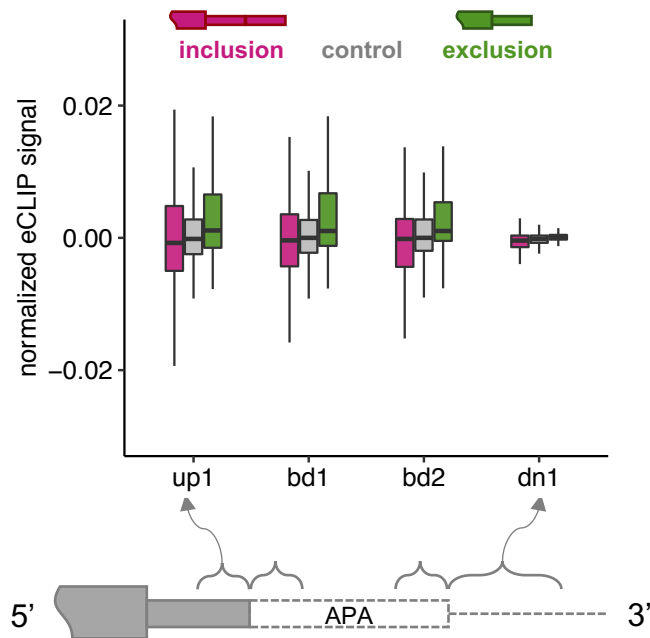 inclusion control exclusion
normalized eCLIP signal
0.02
0.00
−0.02
up1 bd1 bd2 dn1
5’ APA 3’